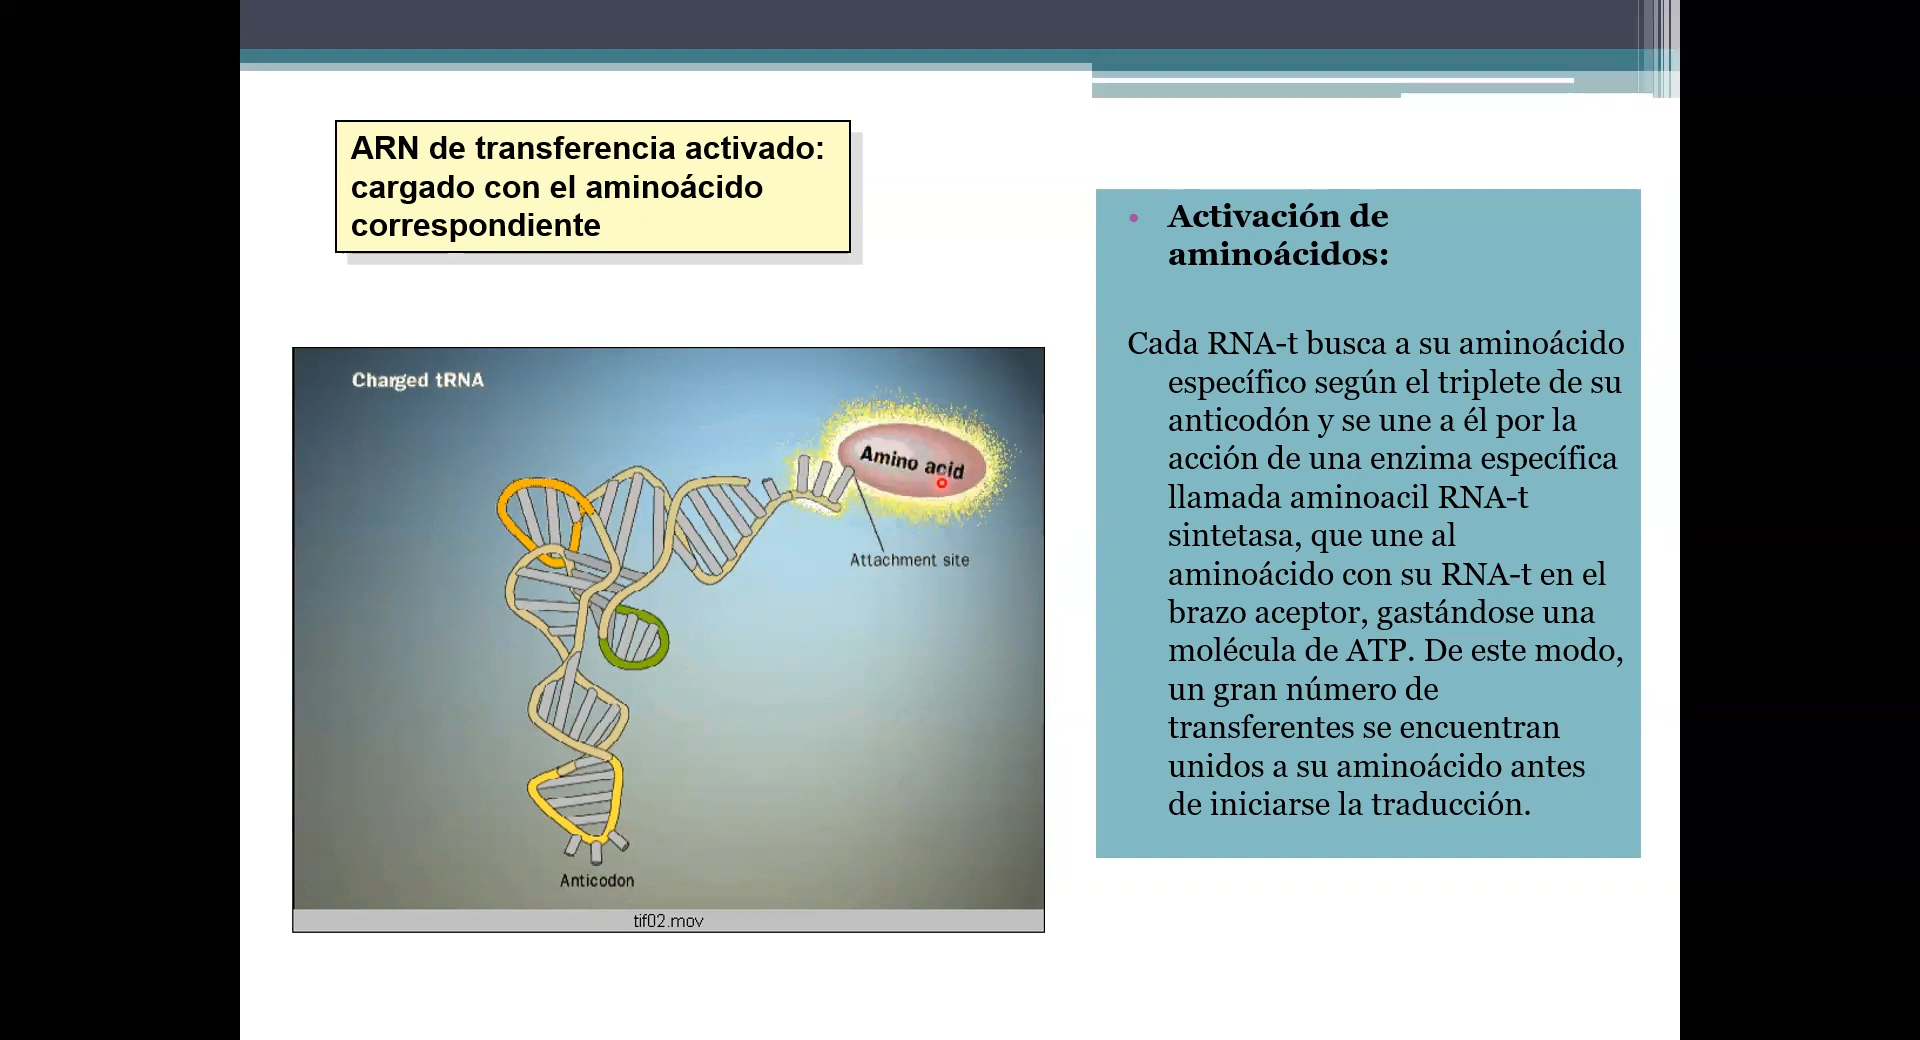 ARN de transferencia activado:
cargado con el aminoácido
correspondiente
Charged tRNA
Amino acid
Attachment site
Anticodon
tif02.mov
• Activación de
aminoácidos:
Cada RNA-t busca a su aminoácido
específico según el triplete de su
anticodón y se une a él por la
acción de una enzima específica
llamada aminoacil RNA-t
sintetasa, que une al
aminoácido con su RNA-t en el
brazo aceptor, gastándose una
molécula de ATP. De este modo,
un gran número de
transferentes se encuentran
unidos a su aminoácido antes
de iniciarse la traducción.